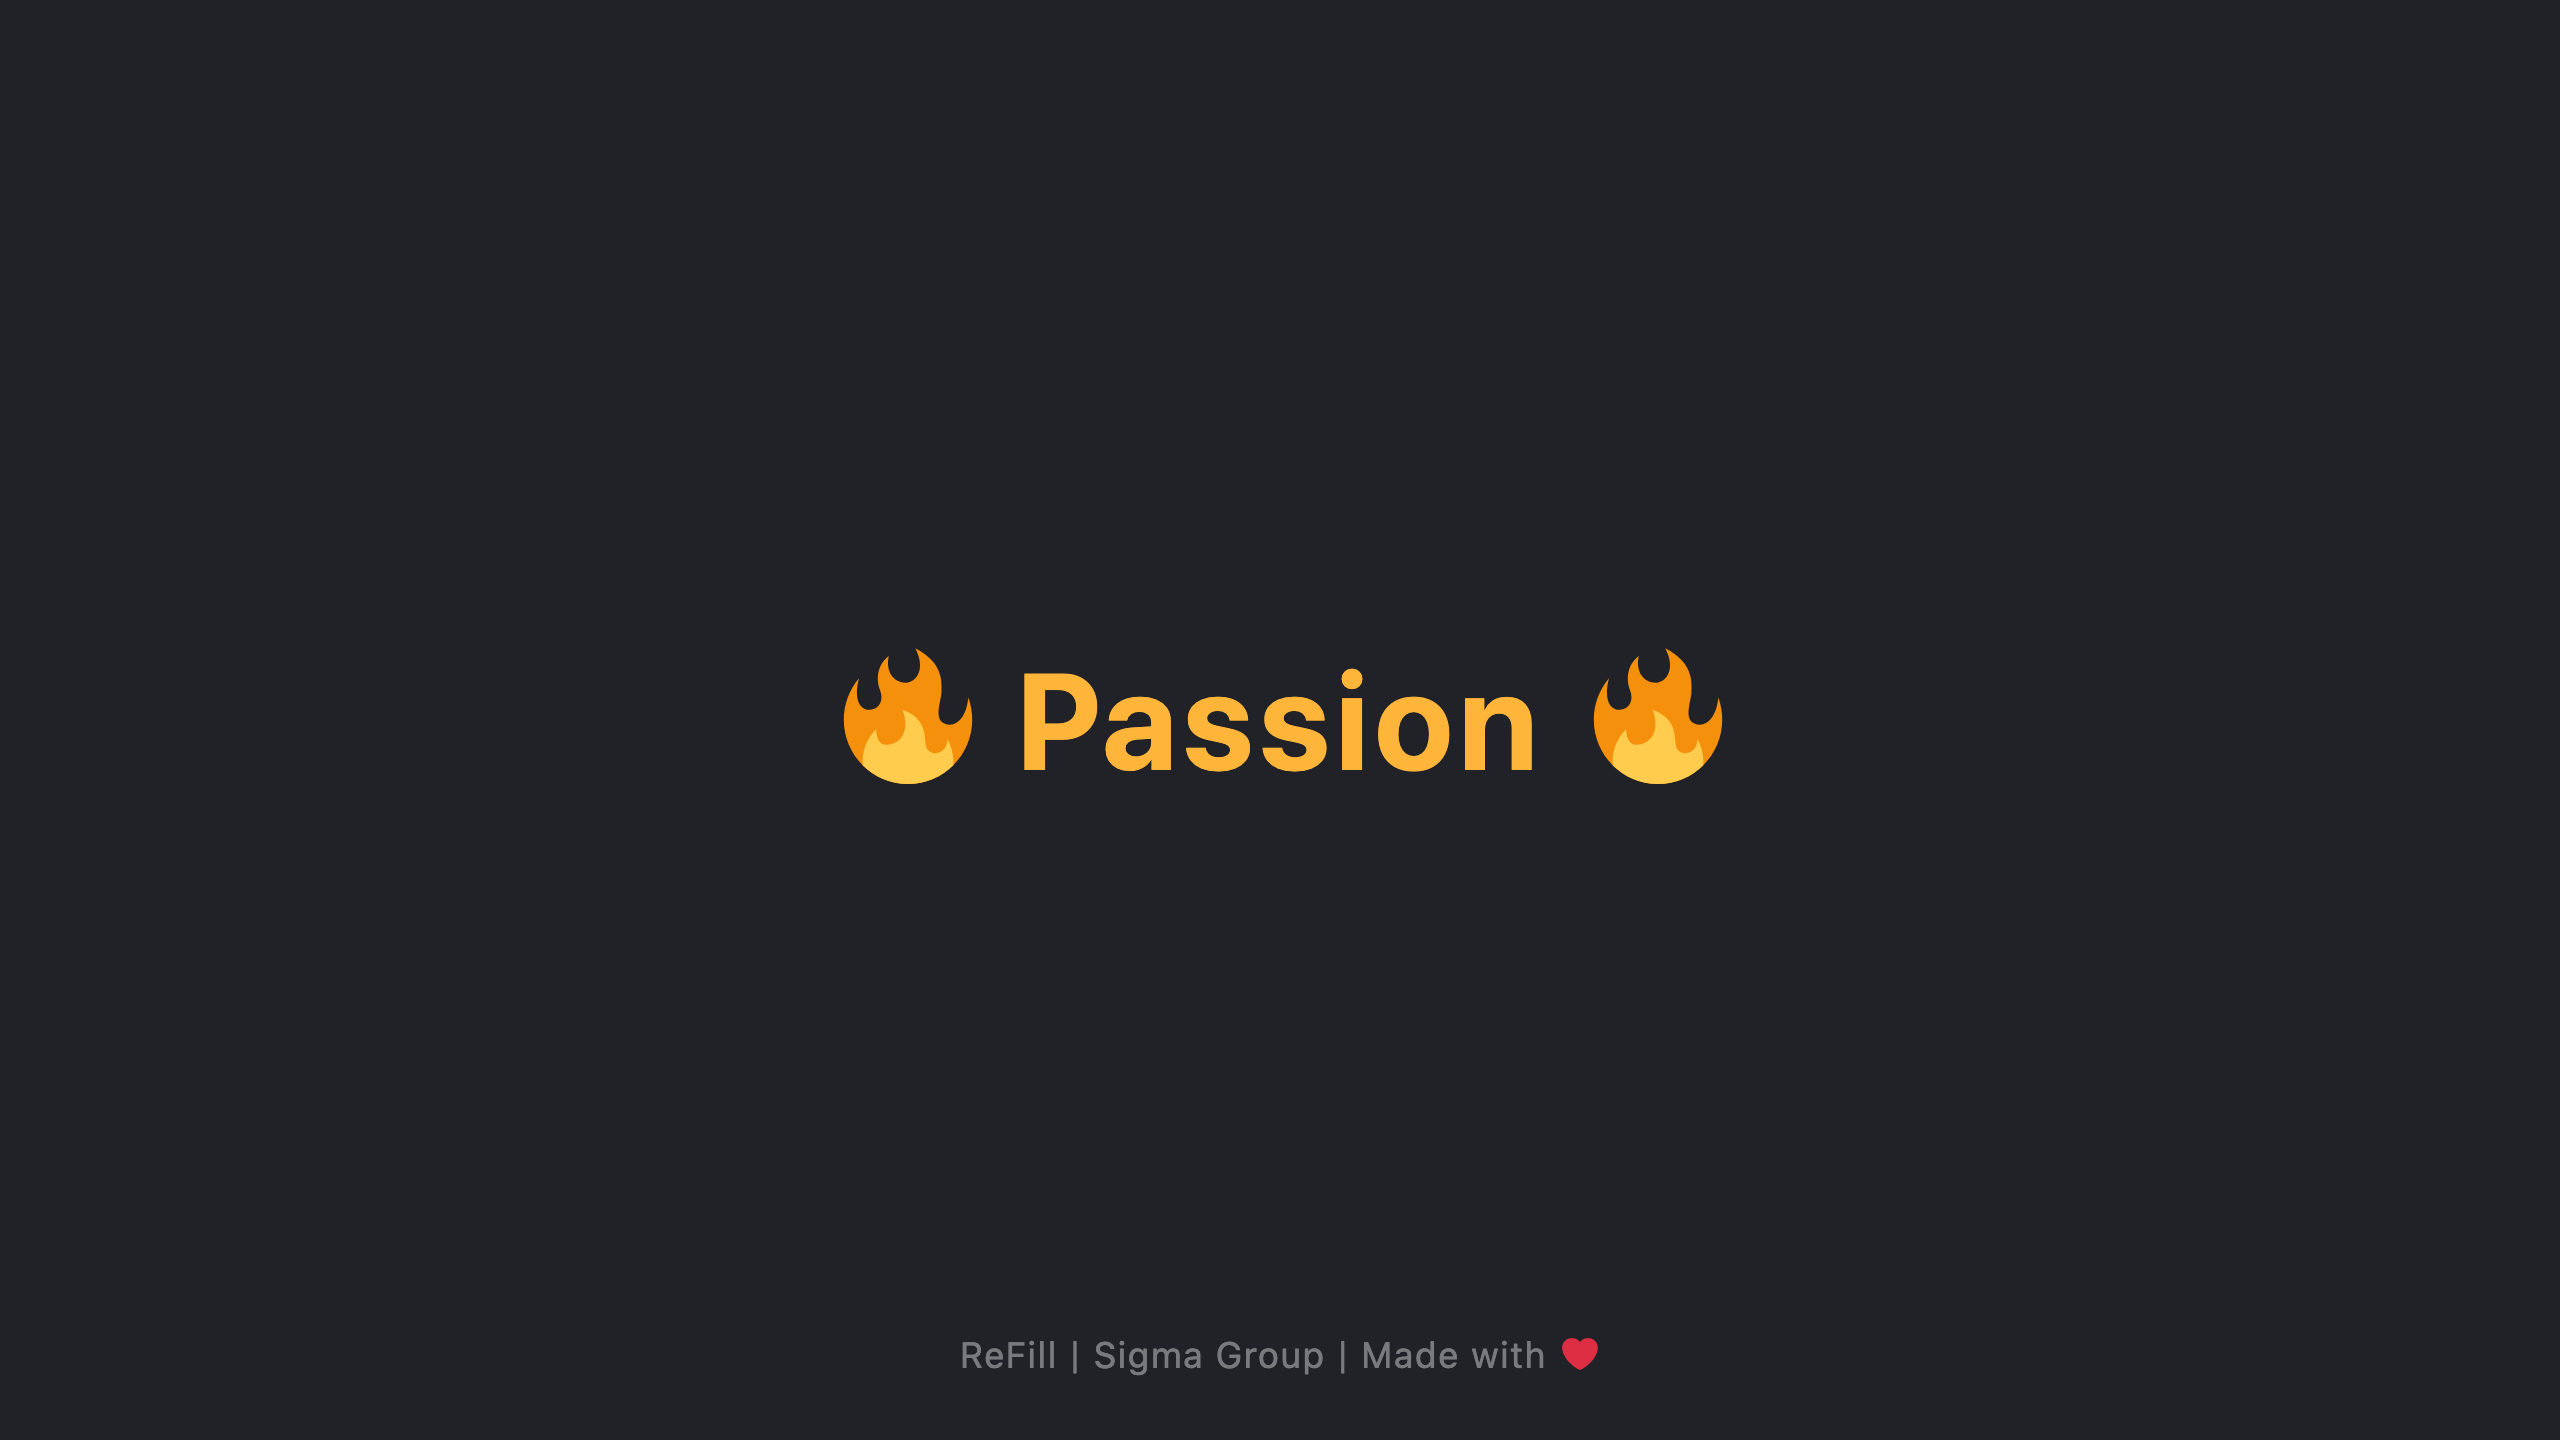 🔥 Passion 🔥
ReFill | Sigma Group | Made with ❤️